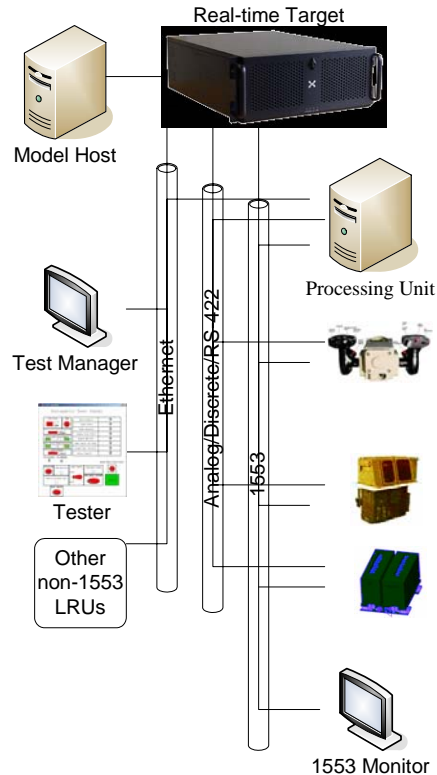 Real-time Target
Model Host
Processing Unit
Ethernet
Analog/Discrete/RS 422
1553
Test Manager
Tester
Other
non-1553
LRUs
1553 Monitor